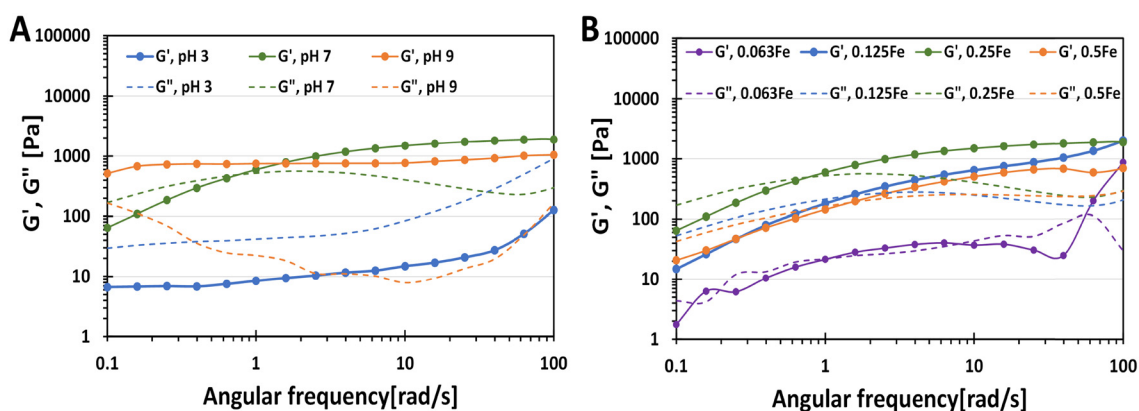 A
100000
10000
1000
100
10
1
G', G" [Pa]
G', pH 3
G', pH 7
G', pH 9
G", pH 3
G", pH 7
G", pH 9
0.1
1
10
100
Angular frequency[rad/s]
B
100000
10000
1000
100
10
1
G', G" [Pa]
G', 0.063Fe
G', 0.125Fe
G', 0.25Fe
G', 0.5Fe
G", 0.063Fe
G", 0.125Fe
G", 0.25Fe
G", 0.5Fe
0.1
1
10
100
Angular frequency[rad/s]